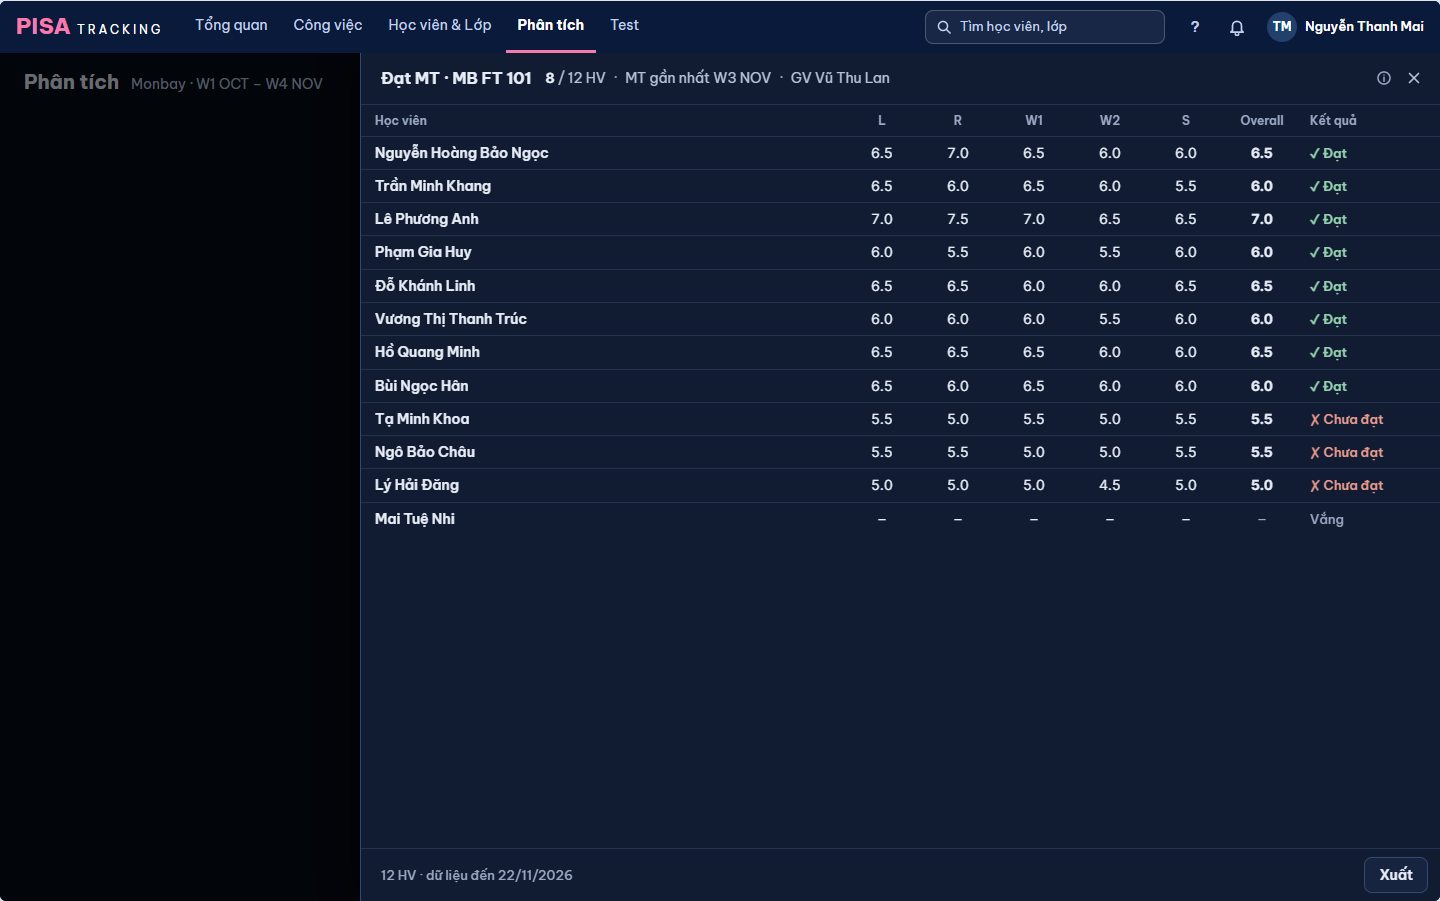 PISA TRACKING Tổng quan Công việc Học viên & Lớp Phân tích Test Tìm học viên, lớp ? TM Nguyễn Thanh Mai
Phân tích Monbay · W1 OCT – W4 NOV
Đạt MT · MB FT 101 8 / 12 HV · MT gần nhất W3 NOV · GV Vũ Thu Lan
Học viên L R W1 W2 S Overall Kết quả
Nguyễn Hoàng Bảo Ngọc 6.5 7.0 6.5 6.0 6.0 6.5 ✓ Đạt
Trần Minh Khang 6.5 6.0 6.5 6.0 5.5 6.0 ✓ Đạt
Lê Phương Anh 7.0 7.5 7.0 6.5 6.5 7.0 ✓ Đạt
Phạm Gia Huy 6.0 5.5 6.0 5.5 6.0 6.0 ✓ Đạt
Đỗ Khánh Linh 6.5 6.5 6.0 6.0 6.5 6.5 ✓ Đạt
Vương Thị Thanh Trúc 6.0 6.0 6.0 5.5 6.0 6.0 ✓ Đạt
Hồ Quang Minh 6.5 6.5 6.5 6.0 6.0 6.5 ✓ Đạt
Bùi Ngọc Hân 6.5 6.0 6.5 6.0 6.0 6.0 ✓ Đạt
Tạ Minh Khoa 5.5 5.0 5.5 5.0 5.5 5.5 ✗ Chưa đạt
Ngô Bảo Châu 5.5 5.5 5.0 5.0 5.5 5.5 ✗ Chưa đạt
Lý Hải Đăng 5.0 5.0 5.0 4.5 5.0 5.0 ✗ Chưa đạt
Mai Tuệ Nhi – – – – – – Vắng
12 HV · dữ liệu đến 22/11/2026 Xuất